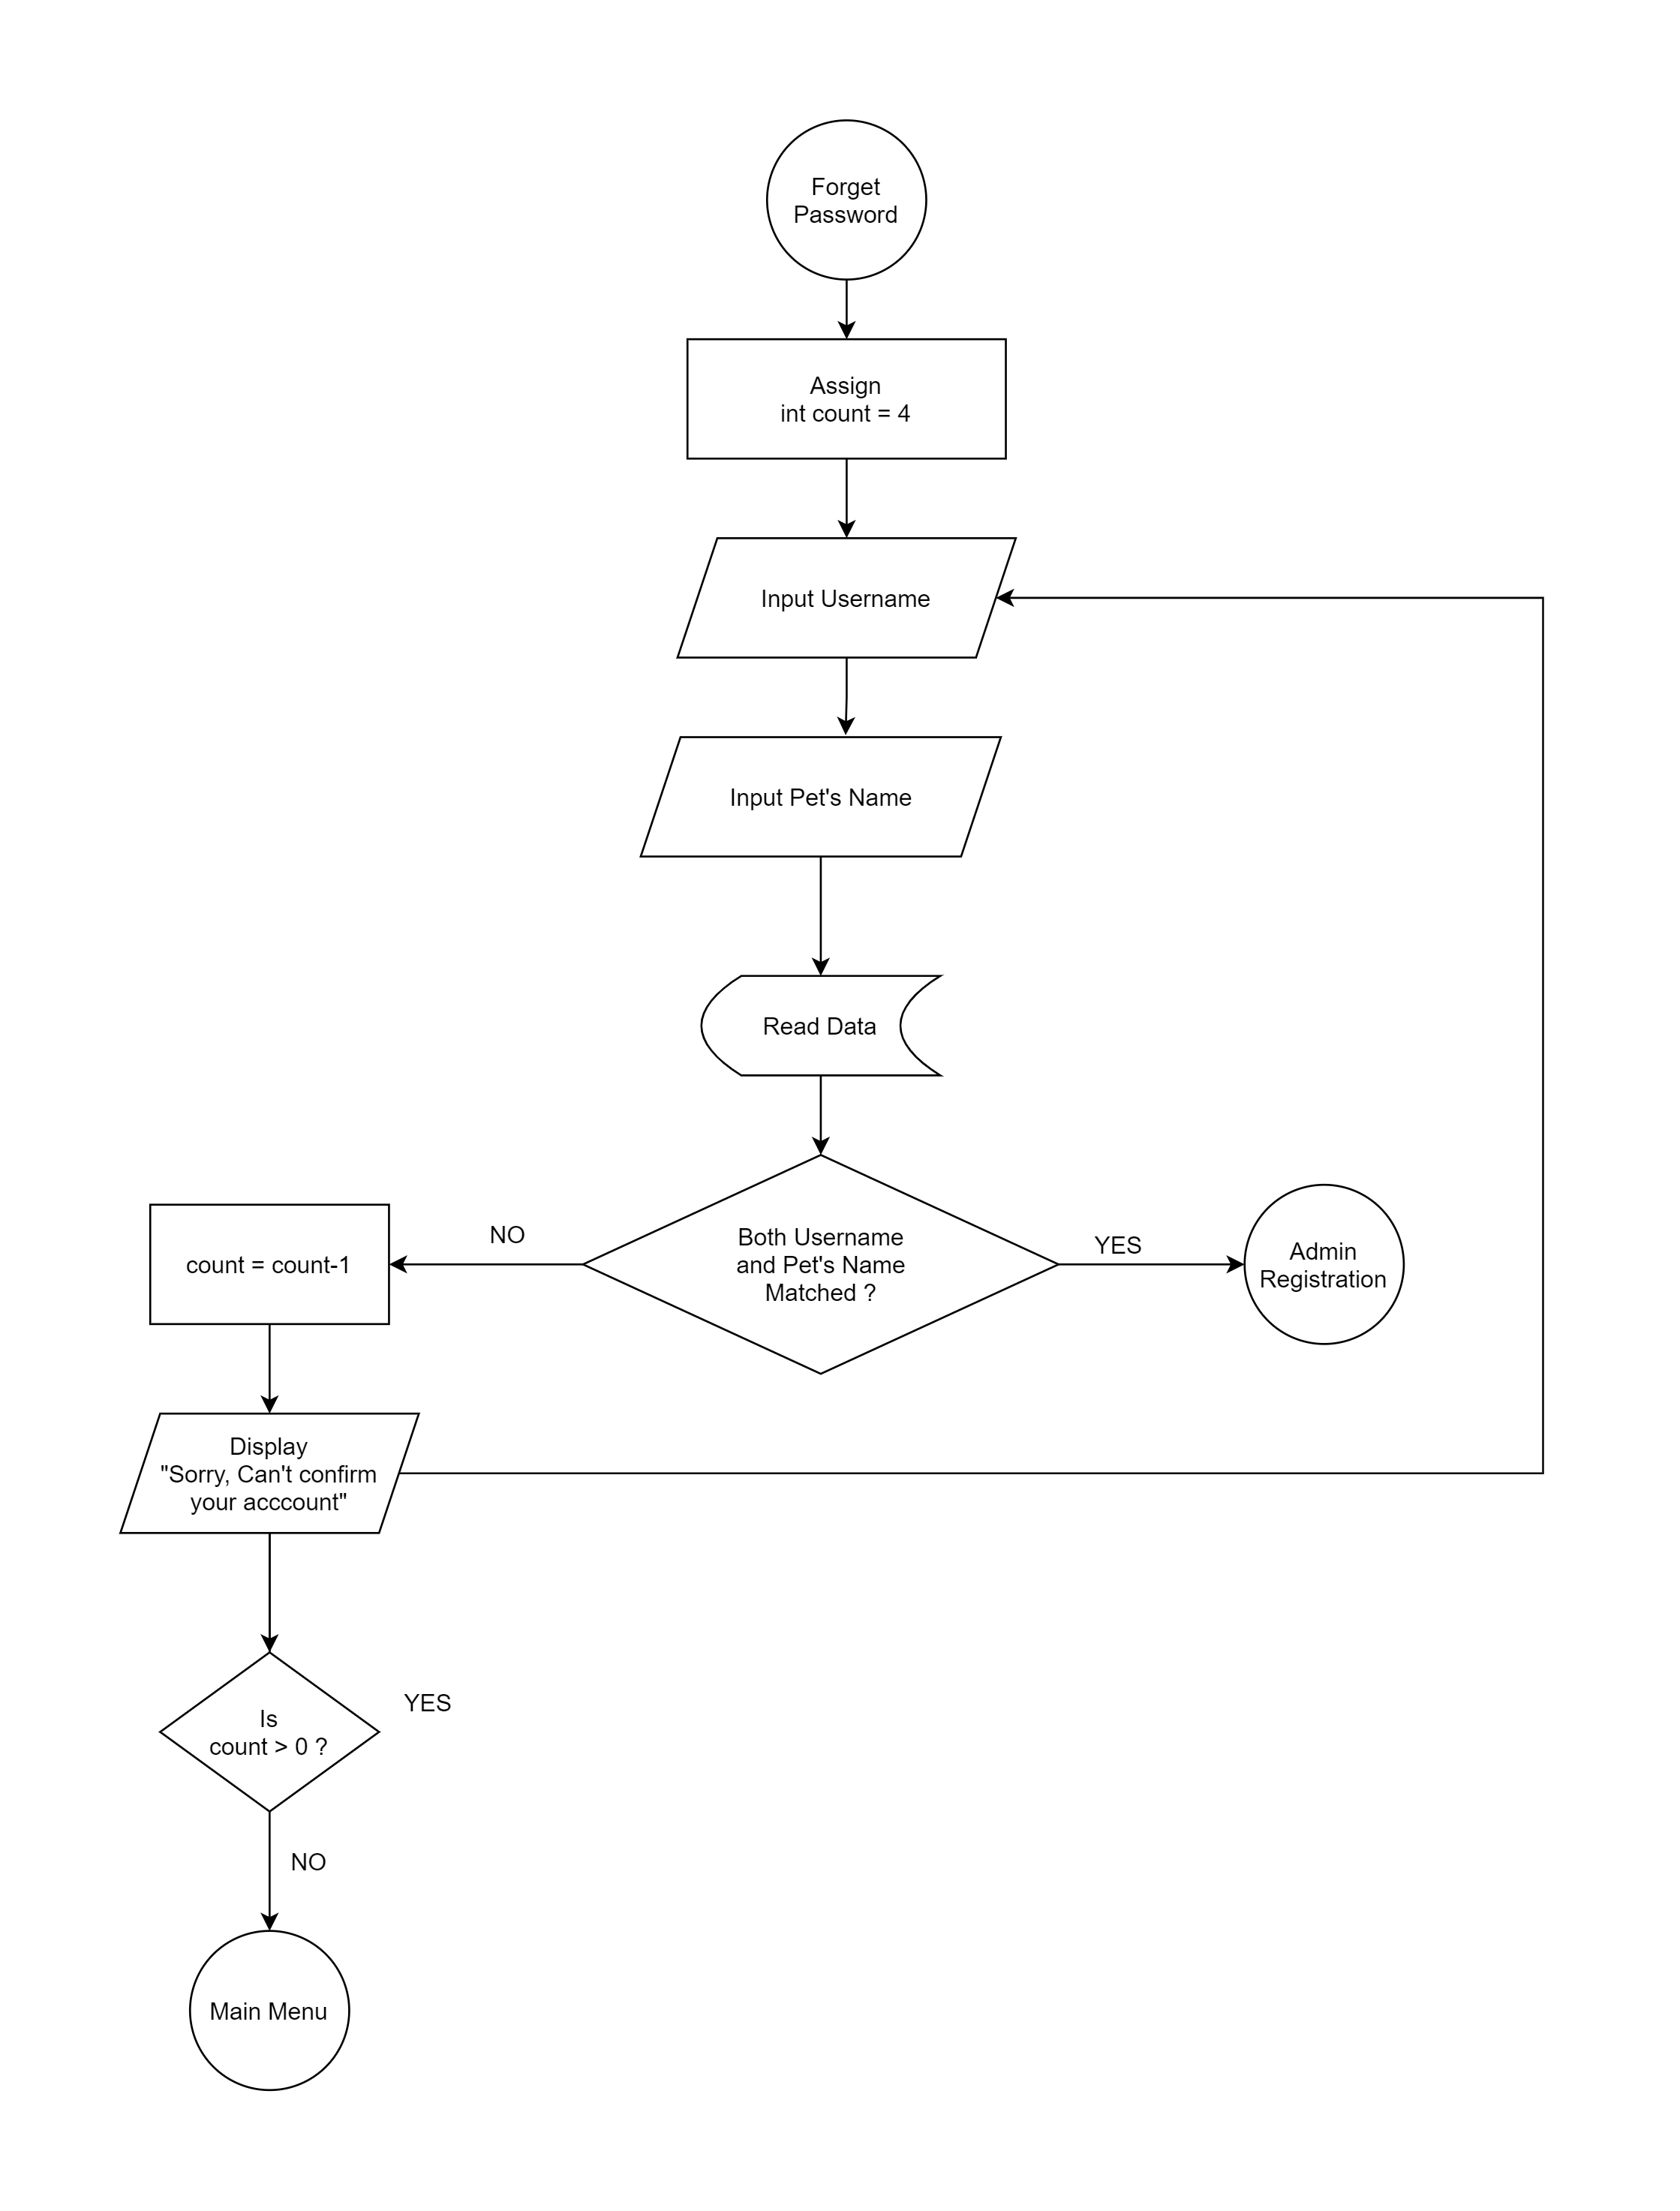 Forget
Password
Assign
int count = 4
Input Username
Input Pet's Name
Read Data
Both Username
and Pet's Name
Matched ?
NO
YES
count = count-1
Admin
Registration
Display
"Sorry, Can't confirm
your acccount"
Is
count > 0 ?
YES
NO
Main Menu